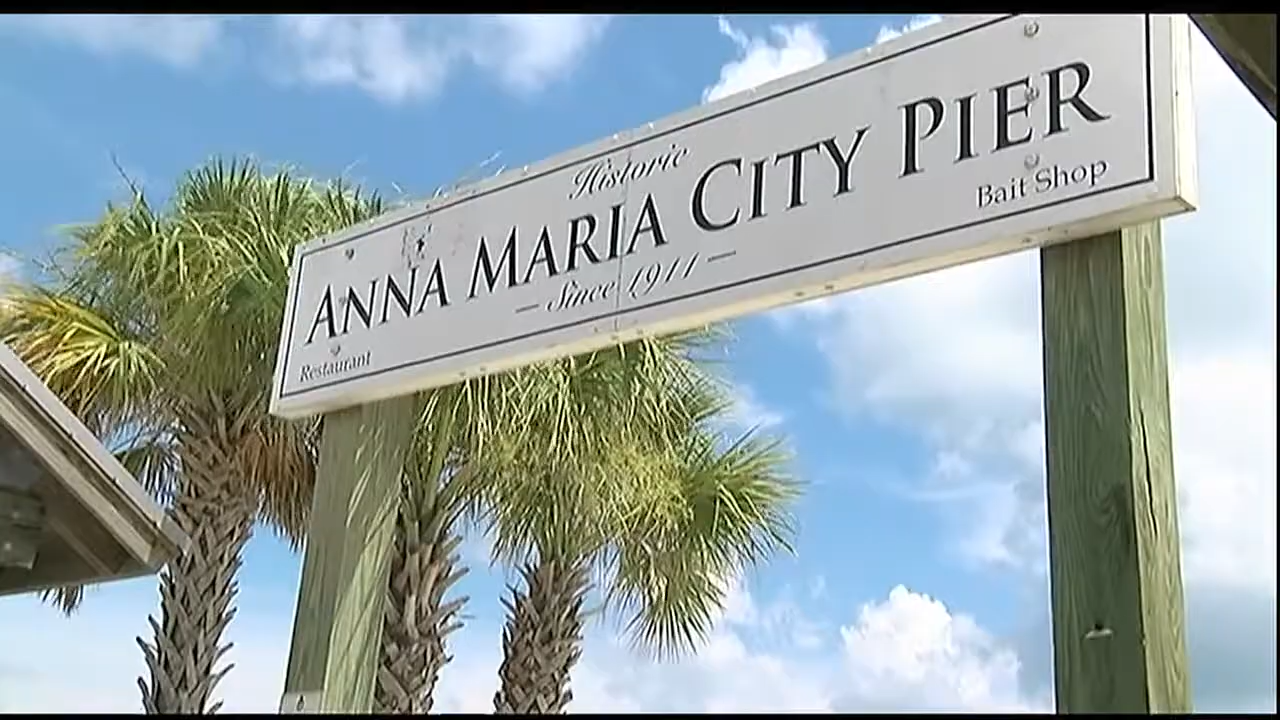 Historic
ANNA MARIA CITY PIER
– Since 1911 –
Restaurant
Bait Shop